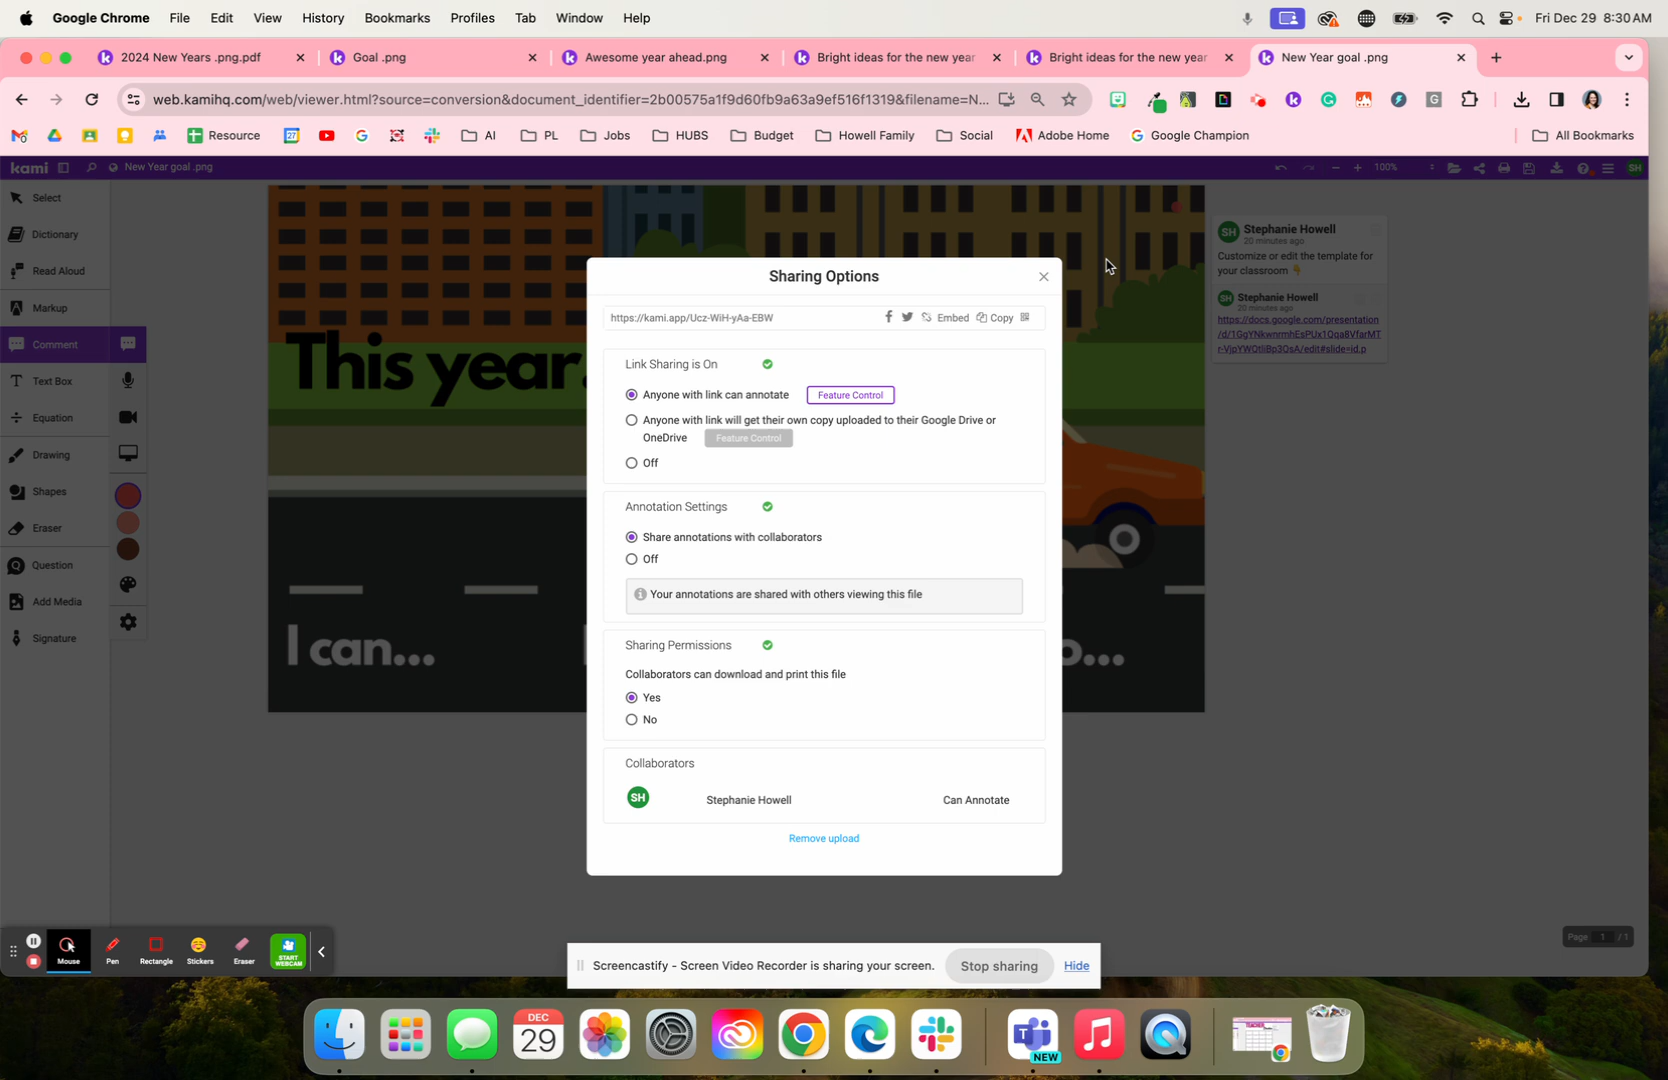 Google Chrome File Edit View History Bookmarks Profiles Tab Window Help Fri Dec 29 8:30 AM
2024 New Years .png.pdf Goal .png Awesome year ahead.png Bright ideas for the new year Bright ideas for the new year New Year goal .png
web.kamihq.com/web/viewer.html?source=conversion&document_identifier=2b00575a1f9d60fb9a63a9ef516f1319&filename=N...
Resource AI PL Jobs HUBS Budget Howell Family Social Adobe Home Google Champion All Bookmarks
kami New Year goal .png 100% SH
Select
Dictionary
Read Aloud
Markup
Comment
Text Box
Equation
Drawing
Shapes
Eraser
Question
Add Media
Signature
This year.
I can...
o...
SH Stephanie Howell
20 minutes ago
Customize or edit the template for
your classroom 👇
SH Stephanie Howell
20 minutes ago
https://docs.google.com/presentation
Sharing Options
https://kami.app/Ucz-WiH-yAa-EBW Embed Copy
Link Sharing is On
Anyone with link can annotate Feature Control
Anyone with link will get their own copy uploaded to their Google Drive or
OneDrive Feature Control
Off
Annotation Settings
Share annotations with collaborators
Off
Your annotations are shared with others viewing this file
Sharing Permissions
Collaborators can download and print this file
Yes
No
Collaborators
SH Stephanie Howell Can Annotate
Remove upload
Page 1 / 1
Mouse Pen Rectangle Stickers Eraser START WEBCAM
Screencastify - Screen Video Recorder is sharing your screen. Stop sharing Hide
DEC
29
NEW